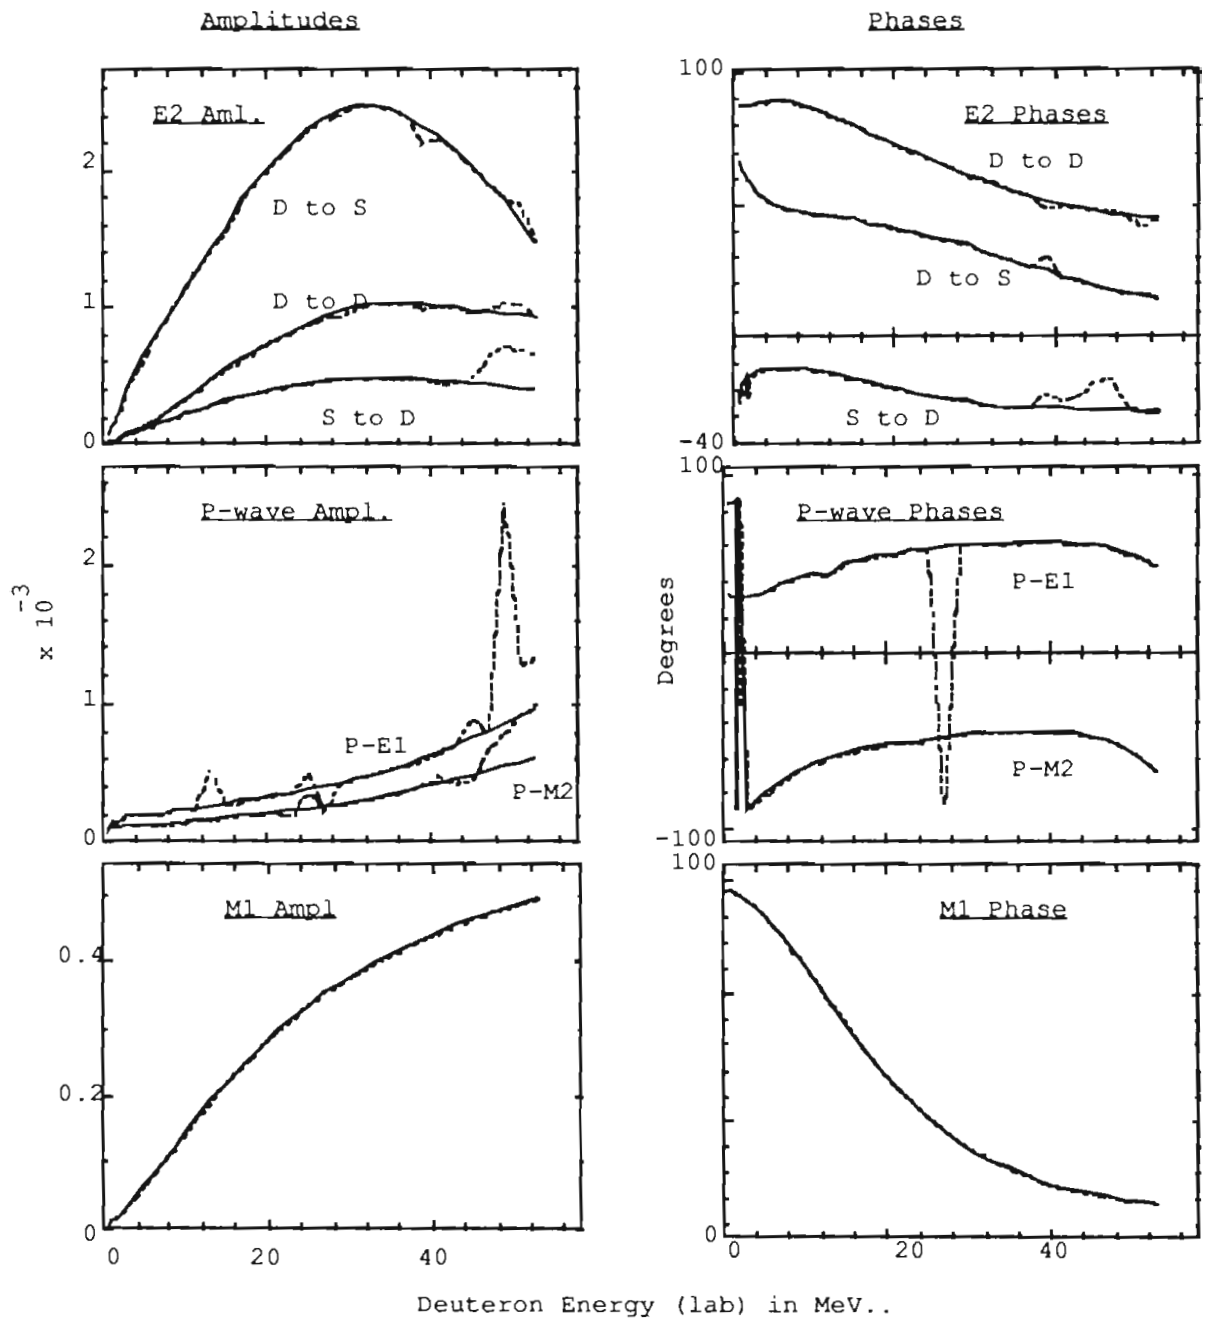 Amplitudes
Phases
E2 Aml.
2
D to S
1
D to D
S to D
0
100
E2 Phases
D to D
D to S
S to D
-40
P-wave Ampl.
2
x 10
-3
1
P-E1
P-M2
0
100
P-wave Phases
P-E1
Degrees
P-M2
-100
M1 Ampl
0.4
0.2
0
0
20
40
100
M1 Phase
0
0
20
40
Deuteron Energy (lab) in MeV..